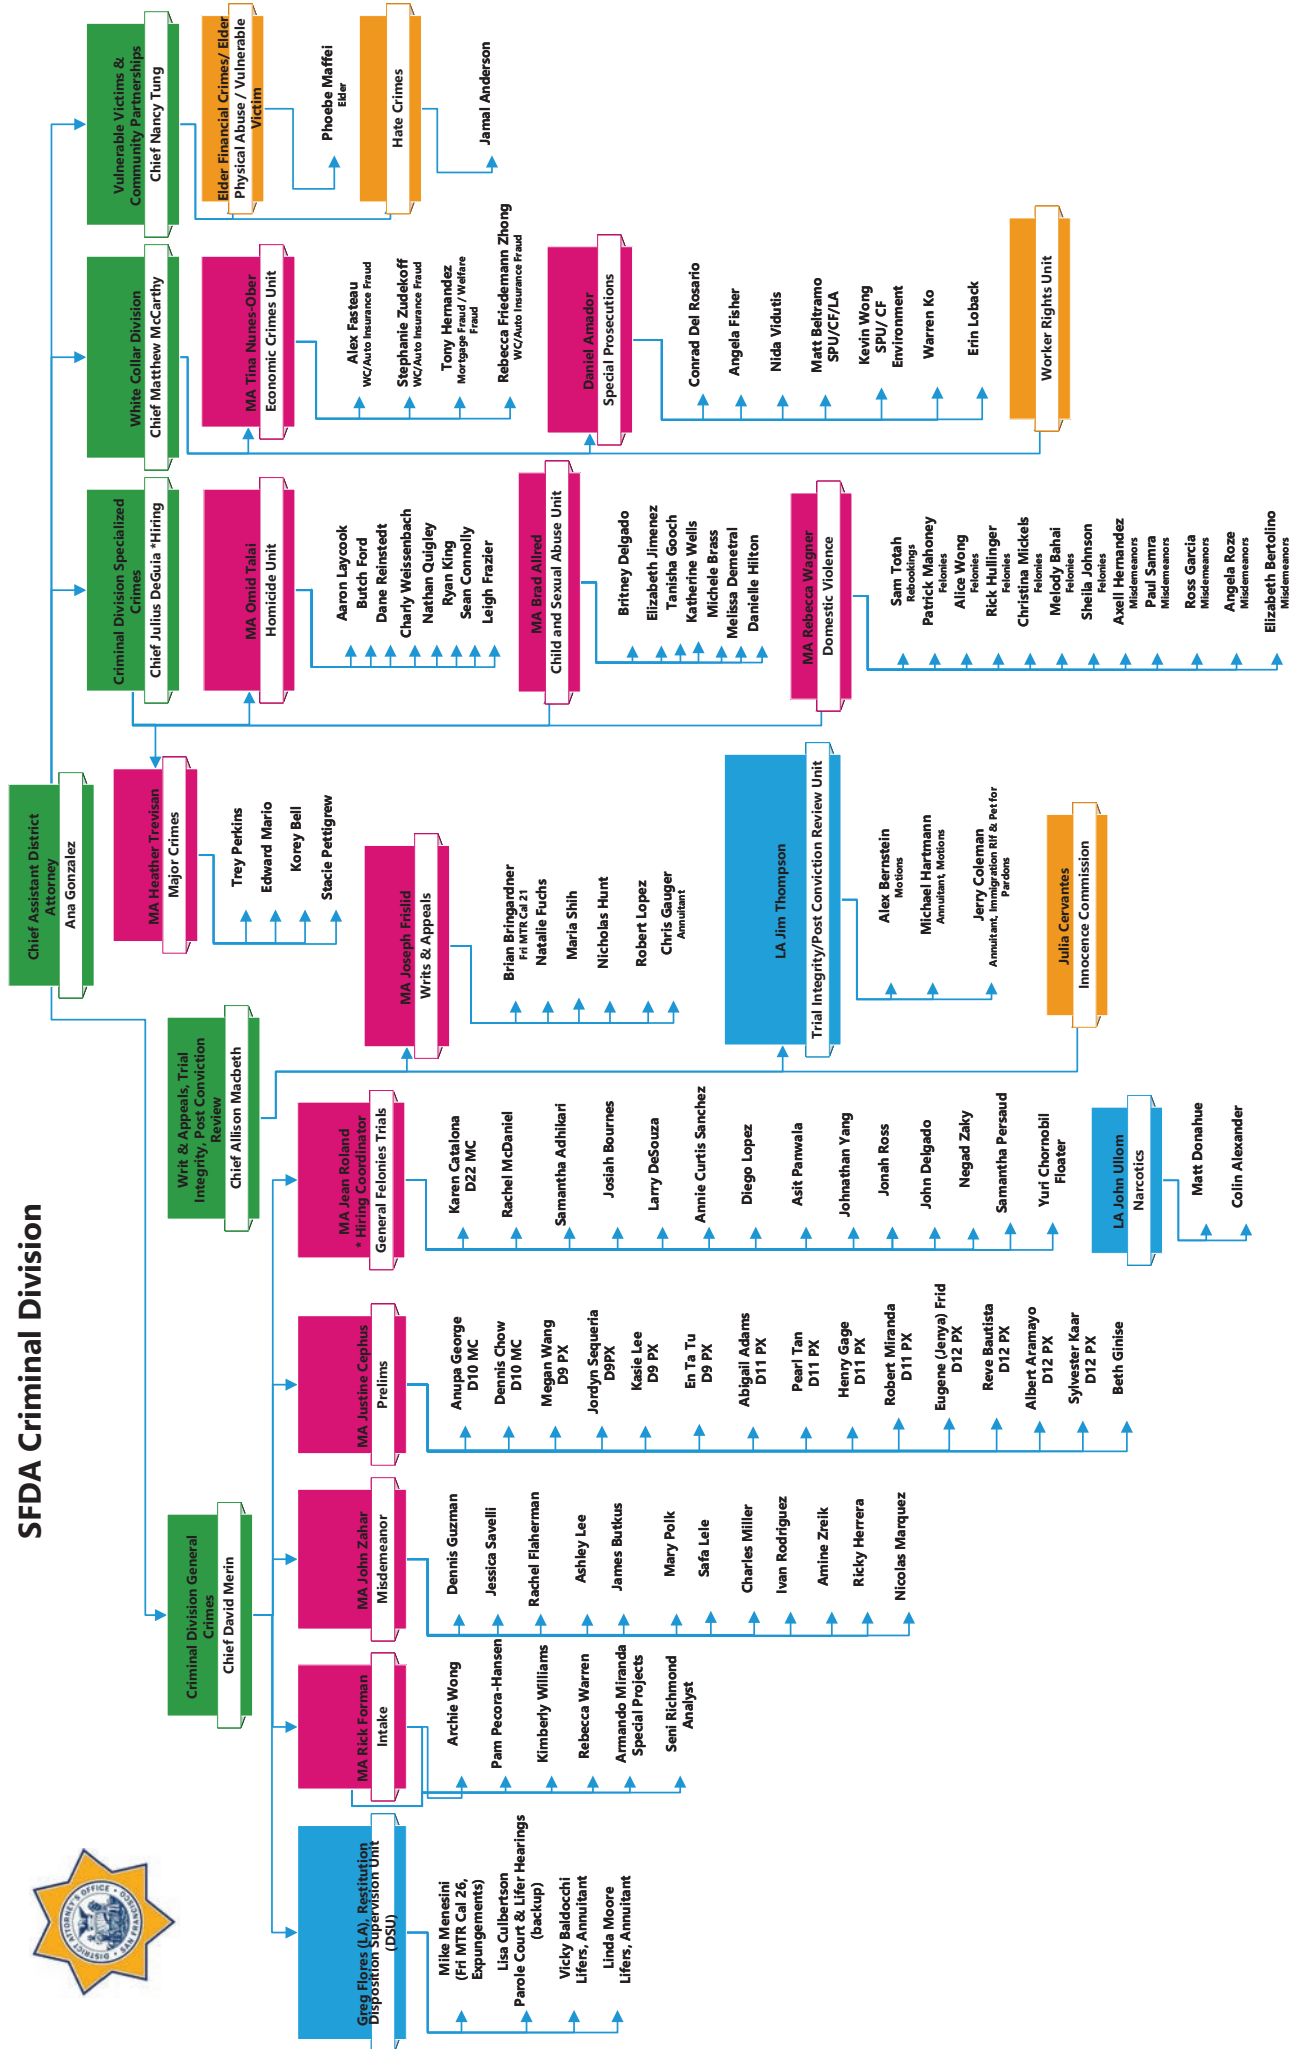 SFDA Criminal Division
DISTRICT ATTORNEY'S OFFICE
SAN FRANCISCO
Chief Assistant District
Attorney
Ana Gonzalez
Criminal Division General
Crimes
Chief David Merin
Greg Flores (LA), Restitution
Disposition Supervision Unit
(DSU)
Mike Menesini
(Fri MTR Cal 26,
Expungements)
Lisa Culbertson
Parole Court & Lifer Hearings
(backup)
Vicky Baldocchi
Lifers, Annuitant
Linda Moore
Lifers, Annuitant
MA Rick Forman
Intake
Archie Wong
Pam Pecora-Hansen
Kimberly Williams
Rebecca Warren
Armando Miranda
Special Projects
Seni Richmond
Analyst
MA John Zahar
Misdemeanor
Dennis Guzman
Jessica Savelli
Rachel Flaherman
Ashley Lee
James Butkus
Mary Polk
Safa Lele
Charles Miller
Ivan Rodriguez
Amine Zreik
Ricky Herrera
Nicolas Marquez
MA Justine Cephus
Prelims
Anupa George
D10 MC
Dennis Chow
D10 MC
Megan Wang
D9 PX
Jordyn Sequeria
D9PX
Kasie Lee
D9 PX
En Ta Tu
D9 PX
Abigail Adams
D11 PX
Pearl Tan
D11 PX
Henry Gage
D11 PX
Robert Miranda
D11 PX
Eugene (Jenya) Frid
D12 PX
Reve Bautista
D12 PX
Albert Aramayo
D12 PX
Sylvester Kaar
D12 PX
Beth Ginise
MA Jean Roland
* Hiring Coordinator
General Felonies Trials
Karen Catalona
D22 MC
Rachel McDaniel
Samantha Adhikari
Josiah Bournes
Larry DeSouza
Annie Curtis Sanchez
Diego Lopez
Asit Panwala
Johnathan Yang
Jonah Ross
John Delgado
Negad Zaky
Samantha Persaud
Yuri Chornobil
Floater
LA John Ullom
Narcotics
Matt Donahue
Colin Alexander
Writ & Appeals, Trial
Integrity, Post Conviction
Review
Chief Allison Macbeth
MA Joseph Frislid
Writs & Appeals
Brian Bringardner
Fri MTR Cal 21
Natalie Fuchs
Maria Shih
Nicholas Hunt
Robert Lopez
Chris Gauger
Annuitant
LA Jim Thompson
Trial Integrity/Post Conviction Review Unit
Alex Bernstein
Motions
Michael Hartmann
Annuitant, Motions
Jerry Coleman
Annuitant, Immigration Rlf & Pet for
Pardons
Julia Cervantes
Innocence Commission
MA Heather Trevisan
Major Crimes
Trey Perkins
Edward Mario
Korey Bell
Stacie Pettigrew
Criminal Division Specialized
Crimes
Chief Julius DeGuia *Hiring
MA Omid Talai
Homicide Unit
Aaron Laycook
Butch Ford
Dane Reinstedt
Charly Weissenbach
Nathan Quigley
Ryan King
Sean Connolly
Leigh Frazier
MA Brad Allred
Child and Sexual Abuse Unit
Britney Delgado
Elizabeth Jimenez
Tanisha Gooch
Katherine Wells
Michele Brass
Melissa Demetral
Danielle Hilton
MA Rebecca Wagner
Domestic Violence
Sam Totah
Rebookings
Patrick Mahoney
Felonies
Alice Wong
Felonies
Rick Hullinger
Felonies
Christina Mickels
Felonies
Melody Bahai
Felonies
Sheila Johnson
Felonies
Axell Hernandez
Misdemeanors
Paul Samra
Misdemeanors
Ross Garcia
Misdemeanors
Angela Roze
Misdemeanors
Elizabeth Bertolino
White Collar Division
Chief Matthew McCarthy
MA Tina Nunes-Ober
Economic Crimes Unit
Alex Fasteau
WC/Auto Insurance Fraud
Stephanie Zudekoff
WC/Auto Insurance Fraud
Tony Hernandez
Mortgage Fraud / Welfare
Fraud
Rebecca Friedemann Zhong
WC/Auto Insurance Fraud
Daniel Amador
Special Prosecutions
Conrad Del Rosario
Angela Fisher
Nida Vidutis
Matt Beltramo
SPU/CF/LA
Kevin Wong
SPU/ CF
Environment
Warren Ko
Erin Loback
Worker Rights Unit
Vulnerable Victims &
Community Partnerships
Chief Nancy Tung
Elder Financial Crimes/ Elder
Physical Abuse / Vulnerable
Victim
Phoebe Maffei
Elder
Hate Crimes
Jamal Anderson